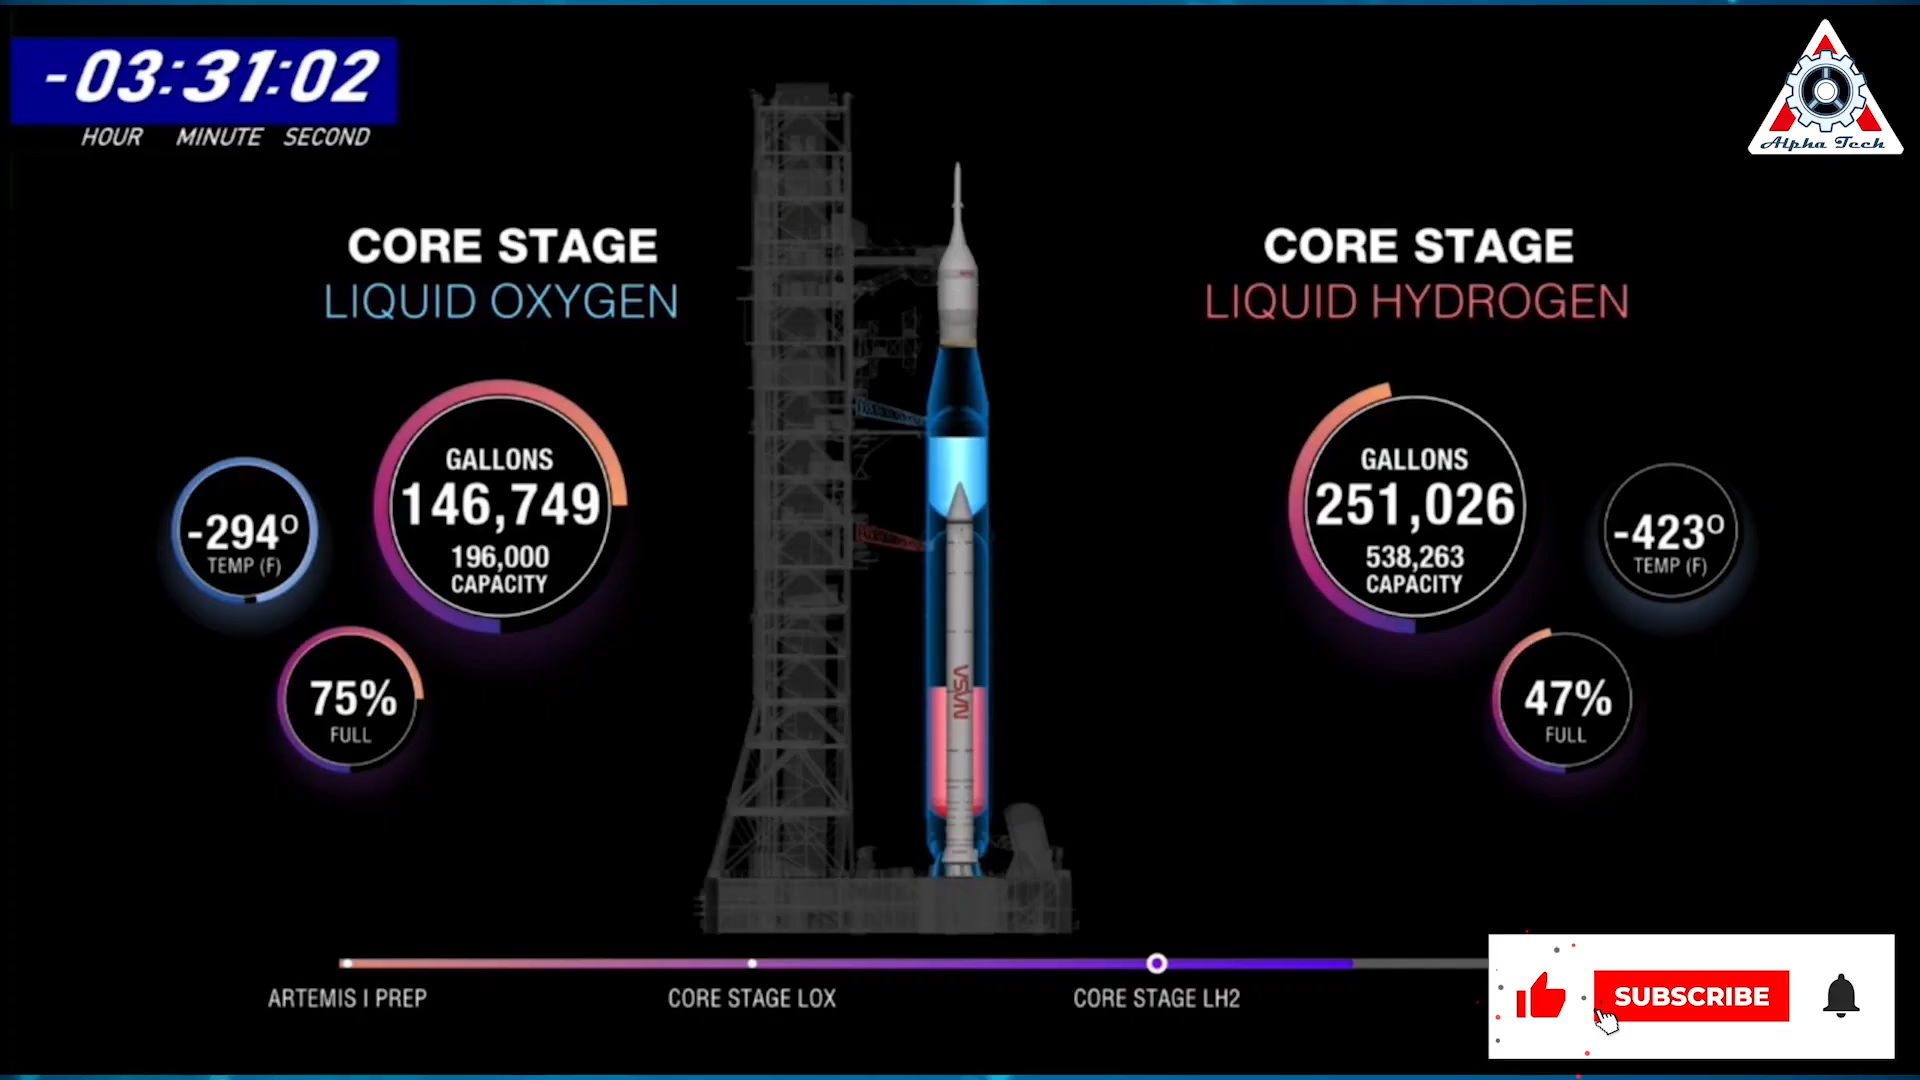 -03:31:02
HOUR MINUTE SECOND
Alpha Tech
CORE STAGE
LIQUID OXYGEN
CORE STAGE
LIQUID HYDROGEN
GALLONS
146,749
196,000
CAPACITY
-294º
TEMP (F)
75%
FULL
GALLONS
251,026
538,263
CAPACITY
-423º
TEMP (F)
47%
FULL
NASA
ARTEMIS I PREP
CORE STAGE LOX
CORE STAGE LH2
SUBSCRIBE